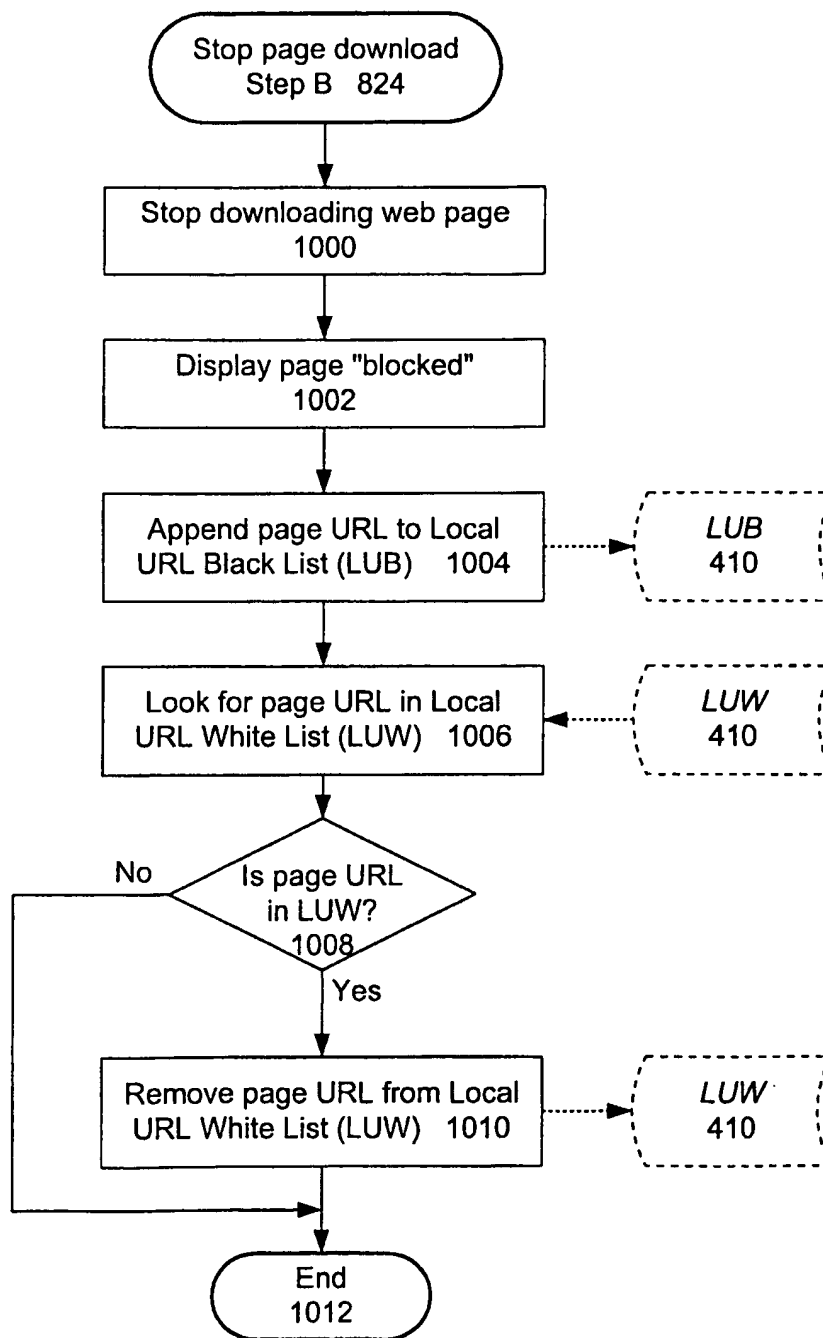 Stop page download
Step B 824
Stop downloading web page
1000
Display page "blocked"
1002
Append page URL to Local
URL Black List (LUB) 1004
LUB
410
Look for page URL in Local
URL White List (LUW) 1006
LUW
410
No
Is page URL
in LUW?
1008
Yes
Remove page URL from Local
URL White List (LUW) 1010
LUW
410
End
1012